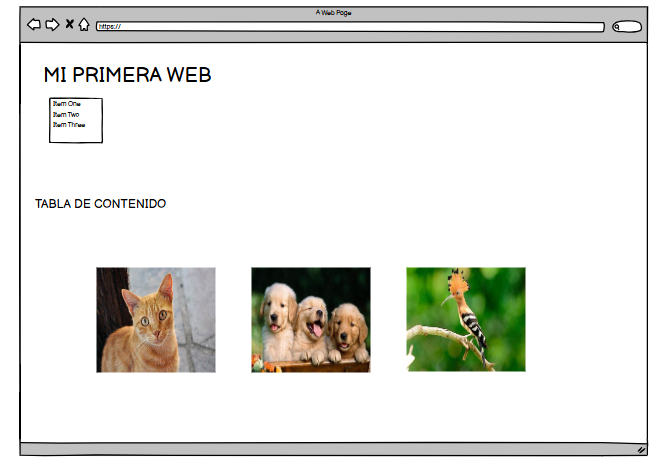 A Web Page
https://
MI PRIMERA WEB
Item One
Item Two
Item Three
TABLA DE CONTENIDO